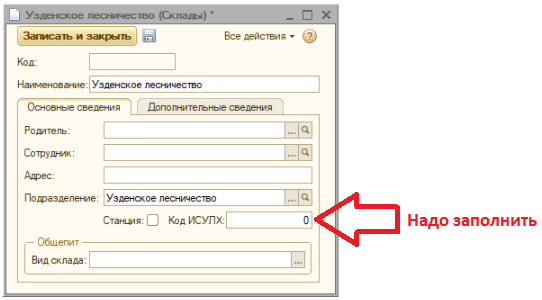 Узденское лесничество (Склады) *
Записать и закрыть Все действия ?
Код:
Наименование: Узденское лесничество
Основные сведения Дополнительные сведения
Родитель: ...
Сотрудник: ...
Адрес:
Подразделение: Узденское лесничество ...
Станция: Код ИСУЛХ: 0
Надо заполнить
Общепит
Вид склада: ...